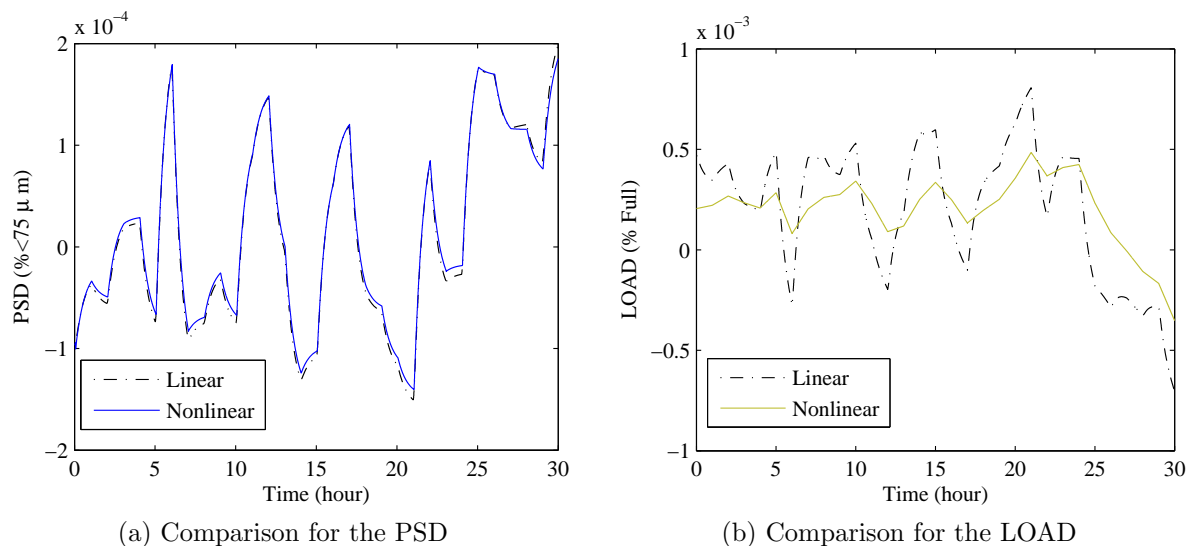 x 10−4
2
1
0
−1
−2
PSD (%<75 μ m)
Linear
Nonlinear
0 5 10 15 20 25 30
Time (hour)
(a) Comparison for the PSD
x 10−3
1
0.5
0
−0.5
−1
LOAD (% Full)
Linear
Nonlinear
0 5 10 15 20 25 30
Time (hour)
(b) Comparison for the LOAD